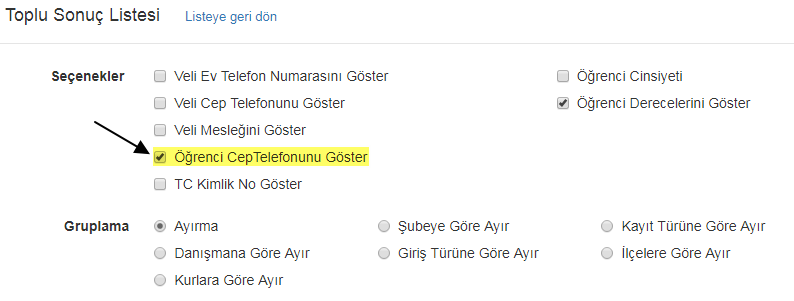 Toplu Sonuç Listesi Listeye geri dön
Seçenekler Veli Ev Telefon Numarasını Göster Öğrenci Cinsiyeti
Veli Cep Telefonunu Göster Öğrenci Derecelerini Göster
Veli Mesleğini Göster
Öğrenci CepTelefonunu Göster
TC Kimlik No Göster
Gruplama Ayırma Şubeye Göre Ayır Kayıt Türüne Göre Ayır
Danışmana Göre Ayır Giriş Türüne Göre Ayır İlçelere Göre Ayır
Kurlara Göre Ayır